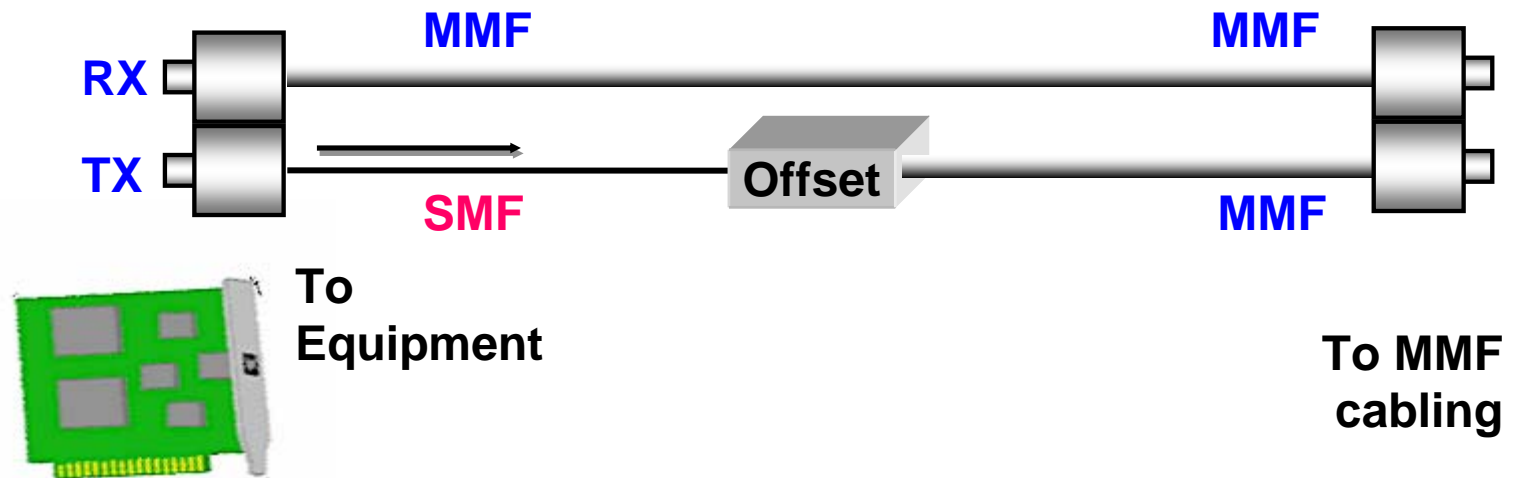 MMF
MMF
RX
TX
Offset
SMF
MMF
To
Equipment
To MMF
cabling